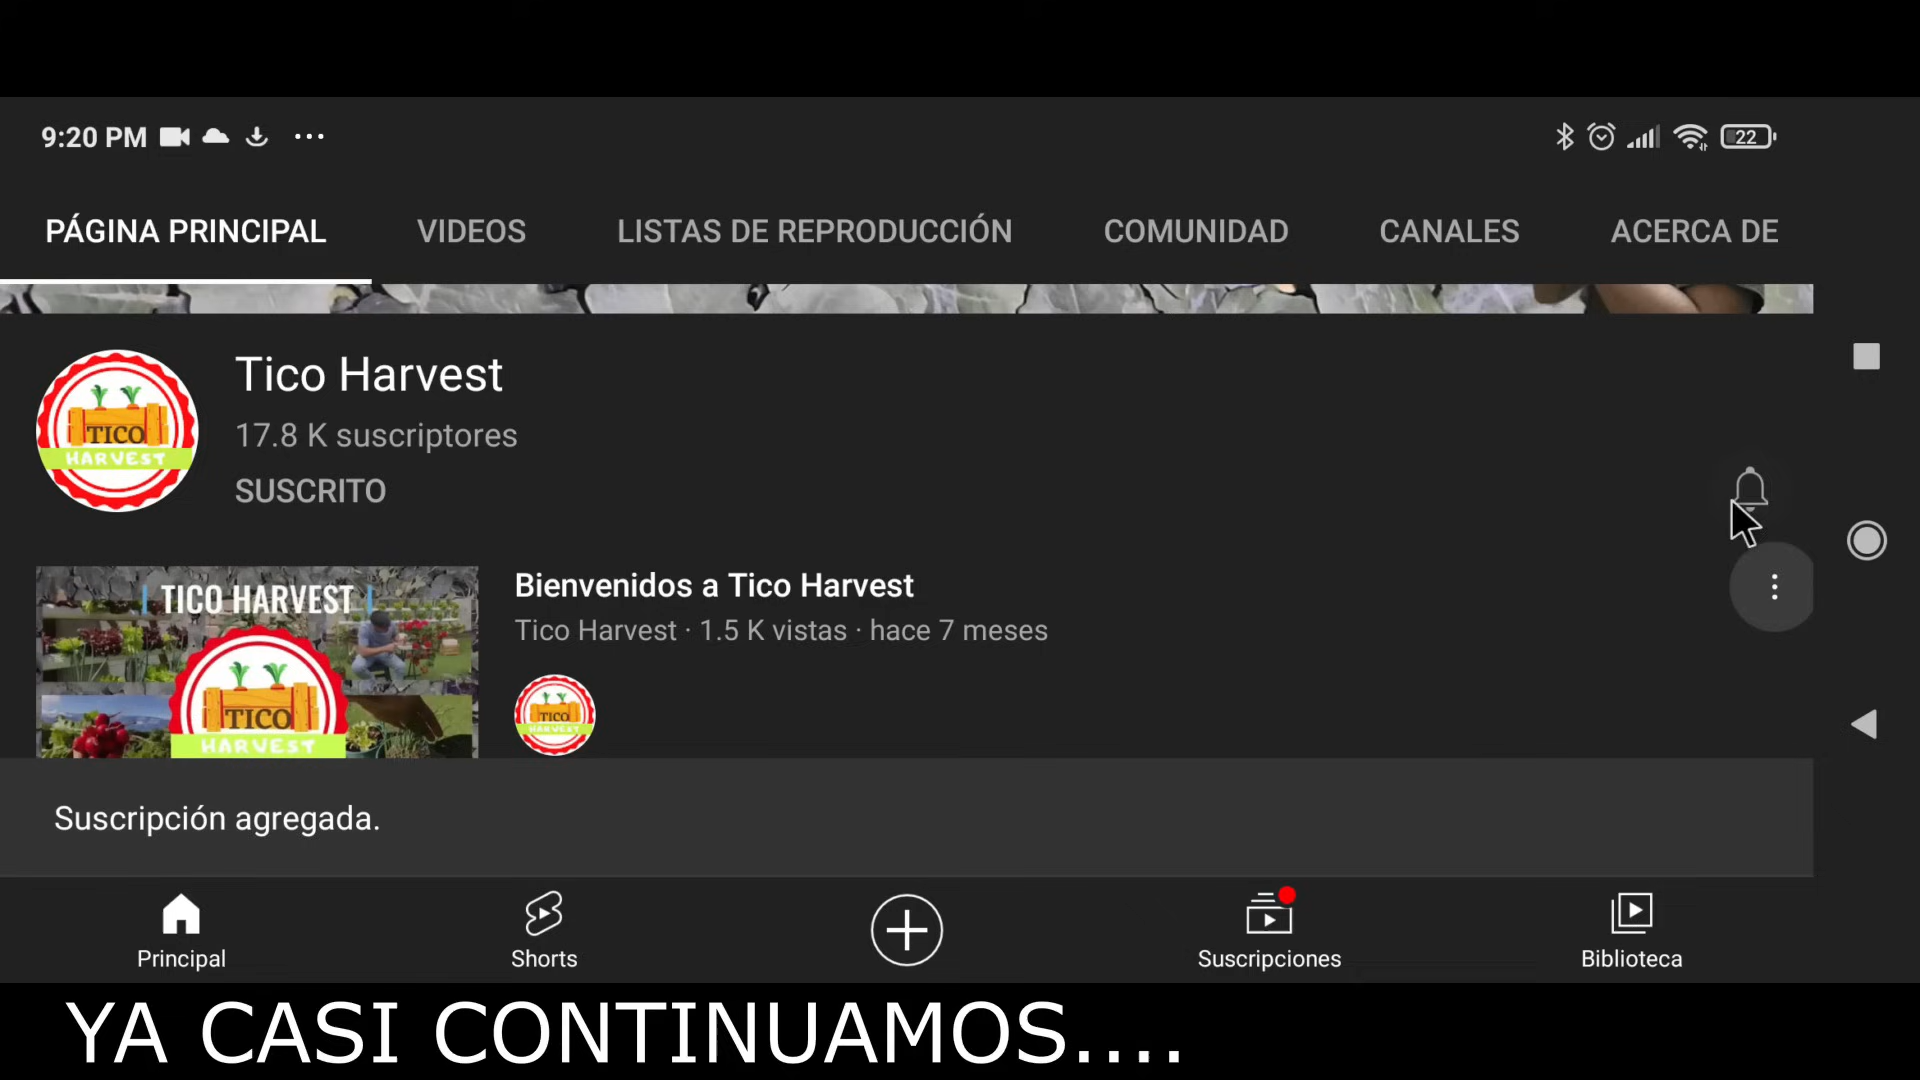 9:20 PM ...
22
PÁGINA PRINCIPAL VIDEOS LISTAS DE REPRODUCCIÓN COMUNIDAD CANALES ACERCA DE
TICO
HARVEST
Tico Harvest
17.8 K suscriptores
SUSCRITO
TICO HARVEST
TICO
HARVEST
Bienvenidos a Tico Harvest
Tico Harvest · 1.5 K vistas · hace 7 meses
TICO
HARVEST
Suscripción agregada.
Principal Shorts Suscripciones Biblioteca
YA CASI CONTINUAMOS....